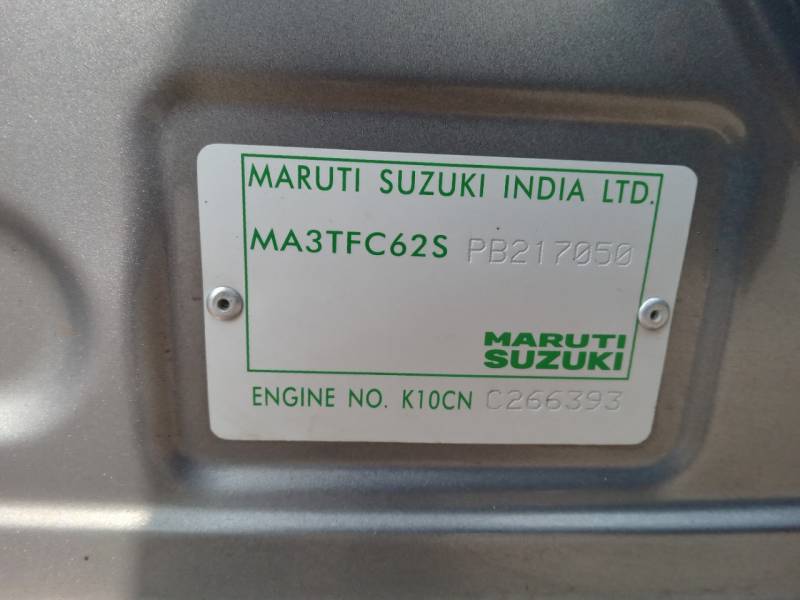 MARUTI SUZUKI INDIA LTD.
MA3TFC62S PB217050
MARUTI
SUZUKI
ENGINE NO. K10CN C266393